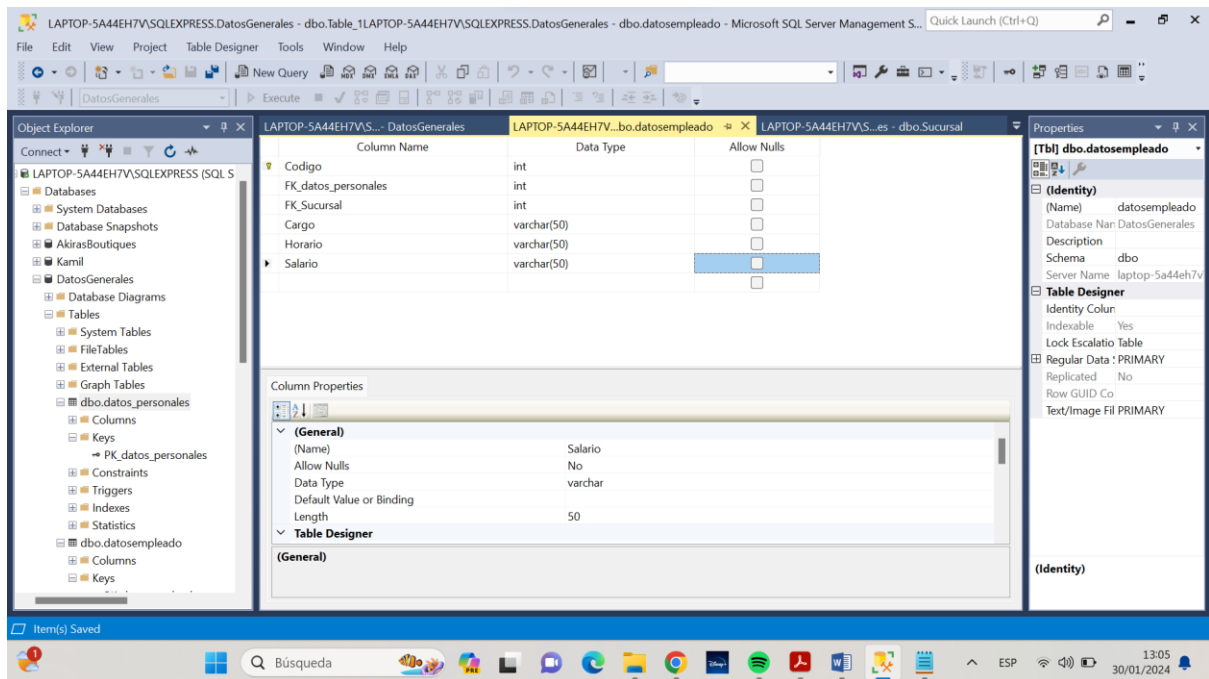 LAPTOP-5A44EH7V\SQLEXPRESS.DatosGenerales - dbo.Table_1LAPTOP-5A44EH7V\SQLEXPRESS.DatosGenerales - dbo.datosempleado - Microsoft SQL Server Management S... Quick Launch (Ctrl+Q)
File Edit View Project Table Designer Tools Window Help
New Query MDX DMX XMLA DAX
DatosGenerales Execute
Object Explorer
Connect
LAPTOP-5A44EH7V\SQLEXPRESS (SQL S
Databases
System Databases
Database Snapshots
AkirasBoutiques
Kamil
DatosGenerales
Database Diagrams
Tables
System Tables
FileTables
External Tables
Graph Tables
dbo.datos_personales
Columns
Keys
PK_datos_personales
Constraints
Triggers
Indexes
Statistics
dbo.datosempleado
Columns
Keys
LAPTOP-5A44EH7V\S...- DatosGenerales LAPTOP-5A44EH7V...bo.datosempleado LAPTOP-5A44EH7V\S...es - dbo.Sucursal
Column Name Data Type Allow Nulls
Codigo int
FK_datos_personales int
FK_Sucursal int
Cargo varchar(50)
Horario varchar(50)
Salario varchar(50)
Column Properties
(General)
(Name) Salario
Allow Nulls No
Data Type varchar
Default Value or Binding
Length 50
Table Designer
(General)
Properties
[Tbl] dbo.datosempleado
(Identity)
(Name) datosempleado
Database Nan DatosGenerales
Description
Schema dbo
Server Name laptop-5a44eh7v
Table Designer
Identity Colun
Indexable Yes
Lock Escalatio Table
Regular Data ! PRIMARY
Replicated No
Row GUID Co
Text/Image Fil PRIMARY
(Identity)
Item(s) Saved
1 Búsqueda PRE Disney+ W ESP 13:05
30/01/2024